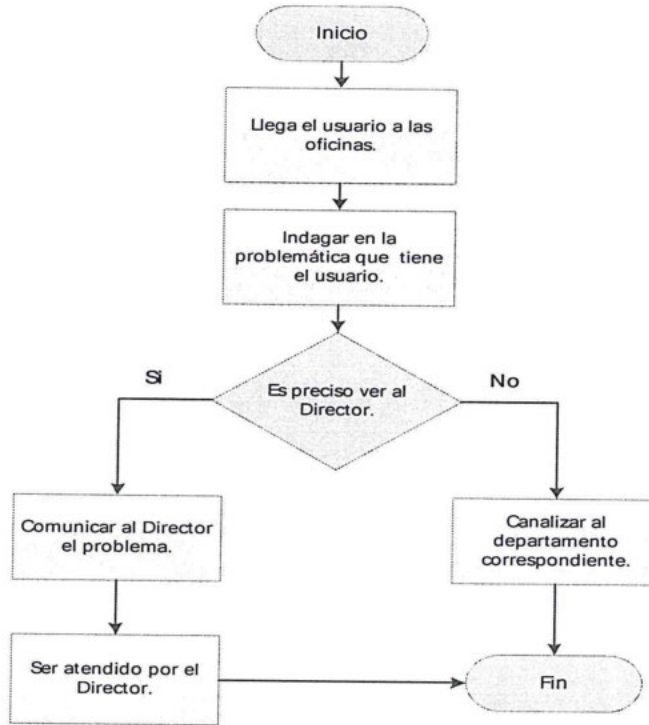 Inicio
Llega el usuario a las
oficinas.
Indagar en la
problemática que tiene
el usuario.
Es preciso ver al
Director.
Si
No
Comunicar al Director
el problema.
Canalizar al
departamento
correspondiente.
Ser atendido por el
Director.
Fin